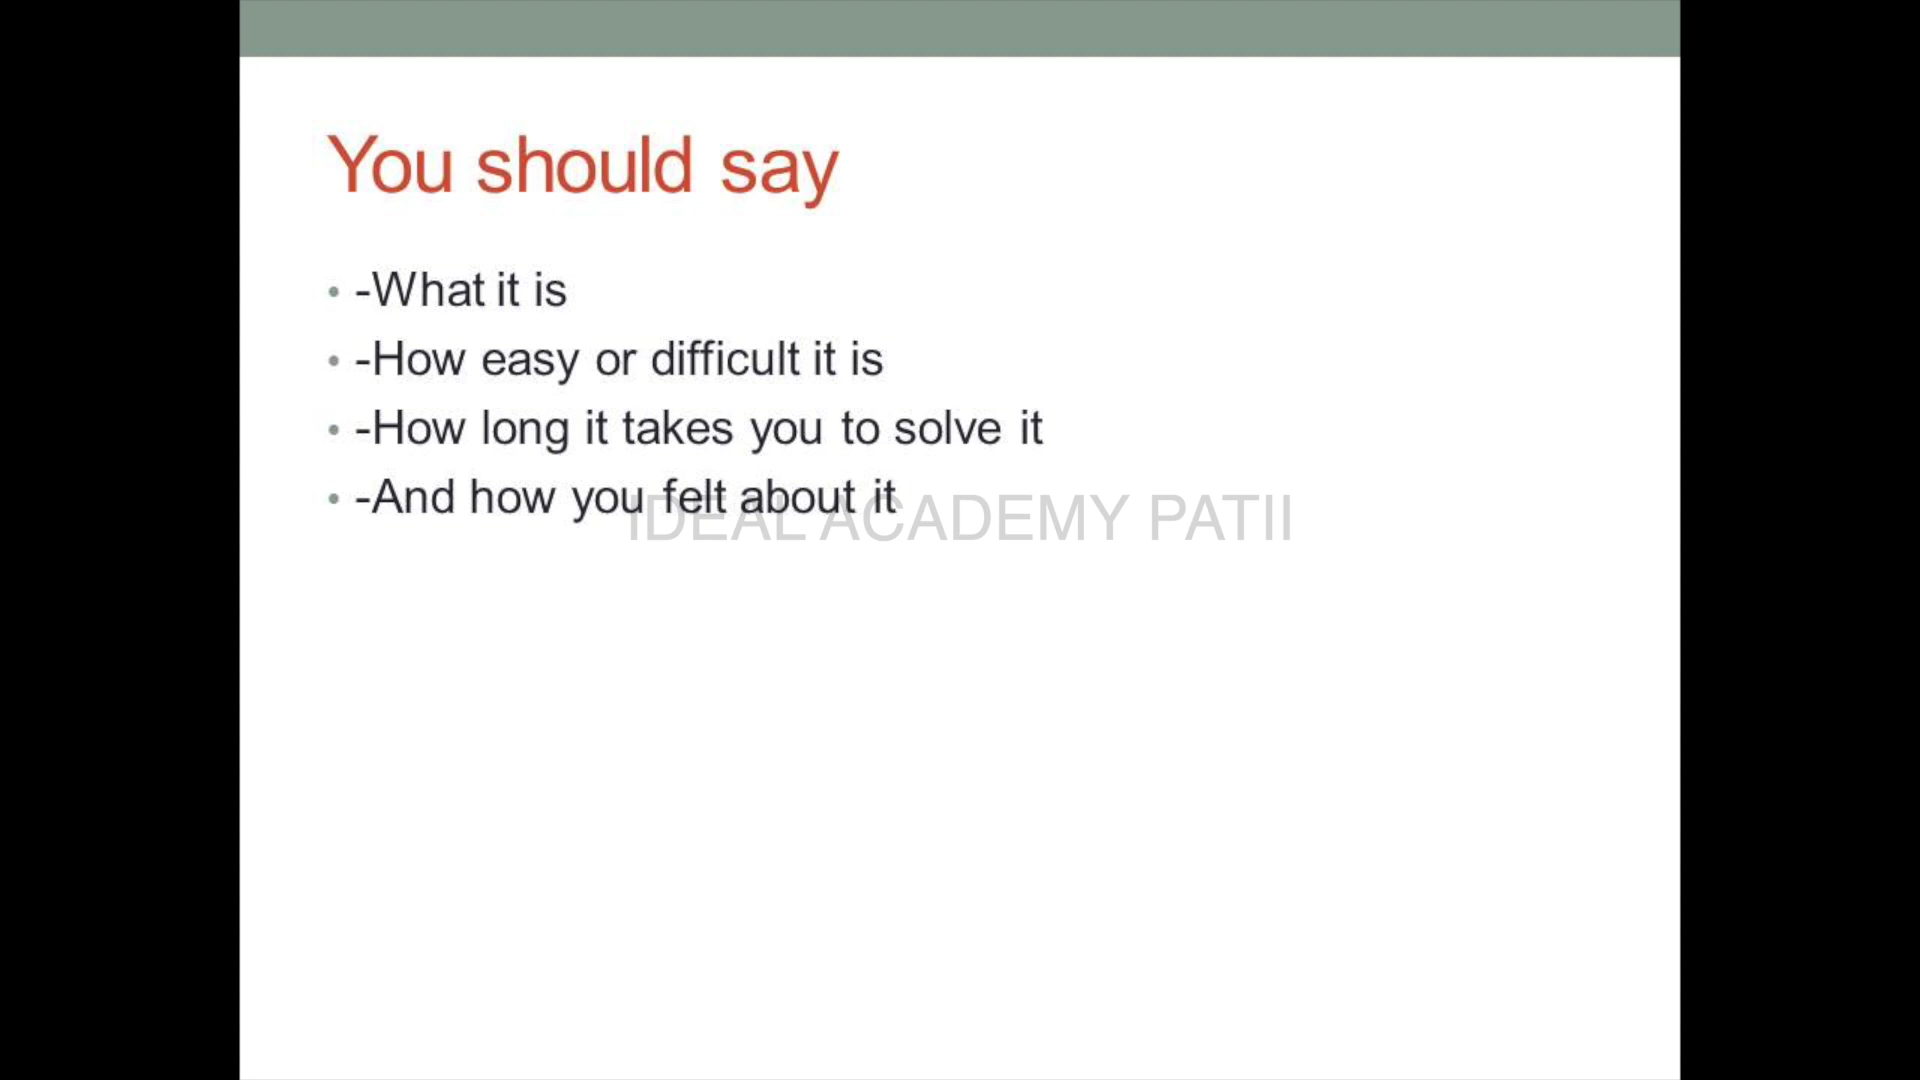 You should say
• -What it is
• -How easy or difficult it is
• -How long it takes you to solve it
• -And how you felt about it
IDEAL ACADEMY PATII